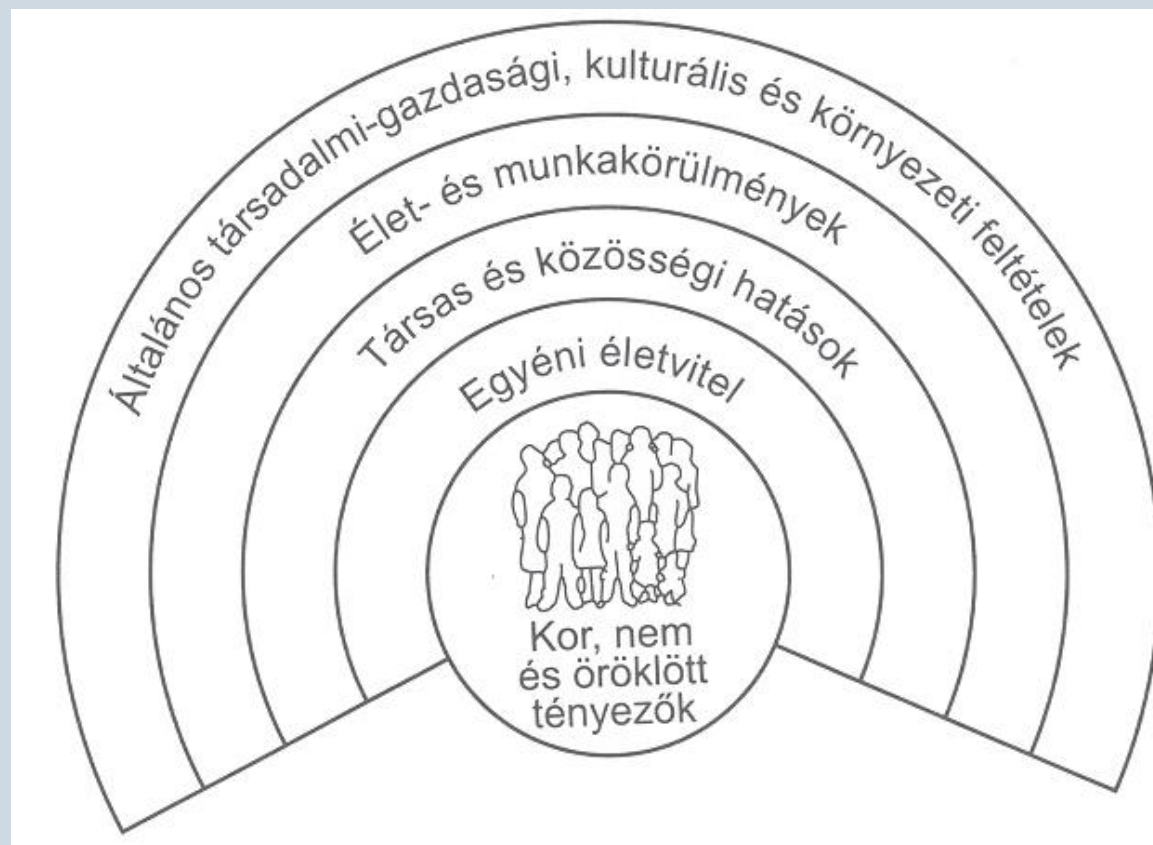 Általános társadalmi-gazdasági, kulturális és környezeti feltételek
Élet- és munkakörülmények
Társas és közösségi hatások
Egyéni életvitel
Kor, nem
és öröklött
tényezők